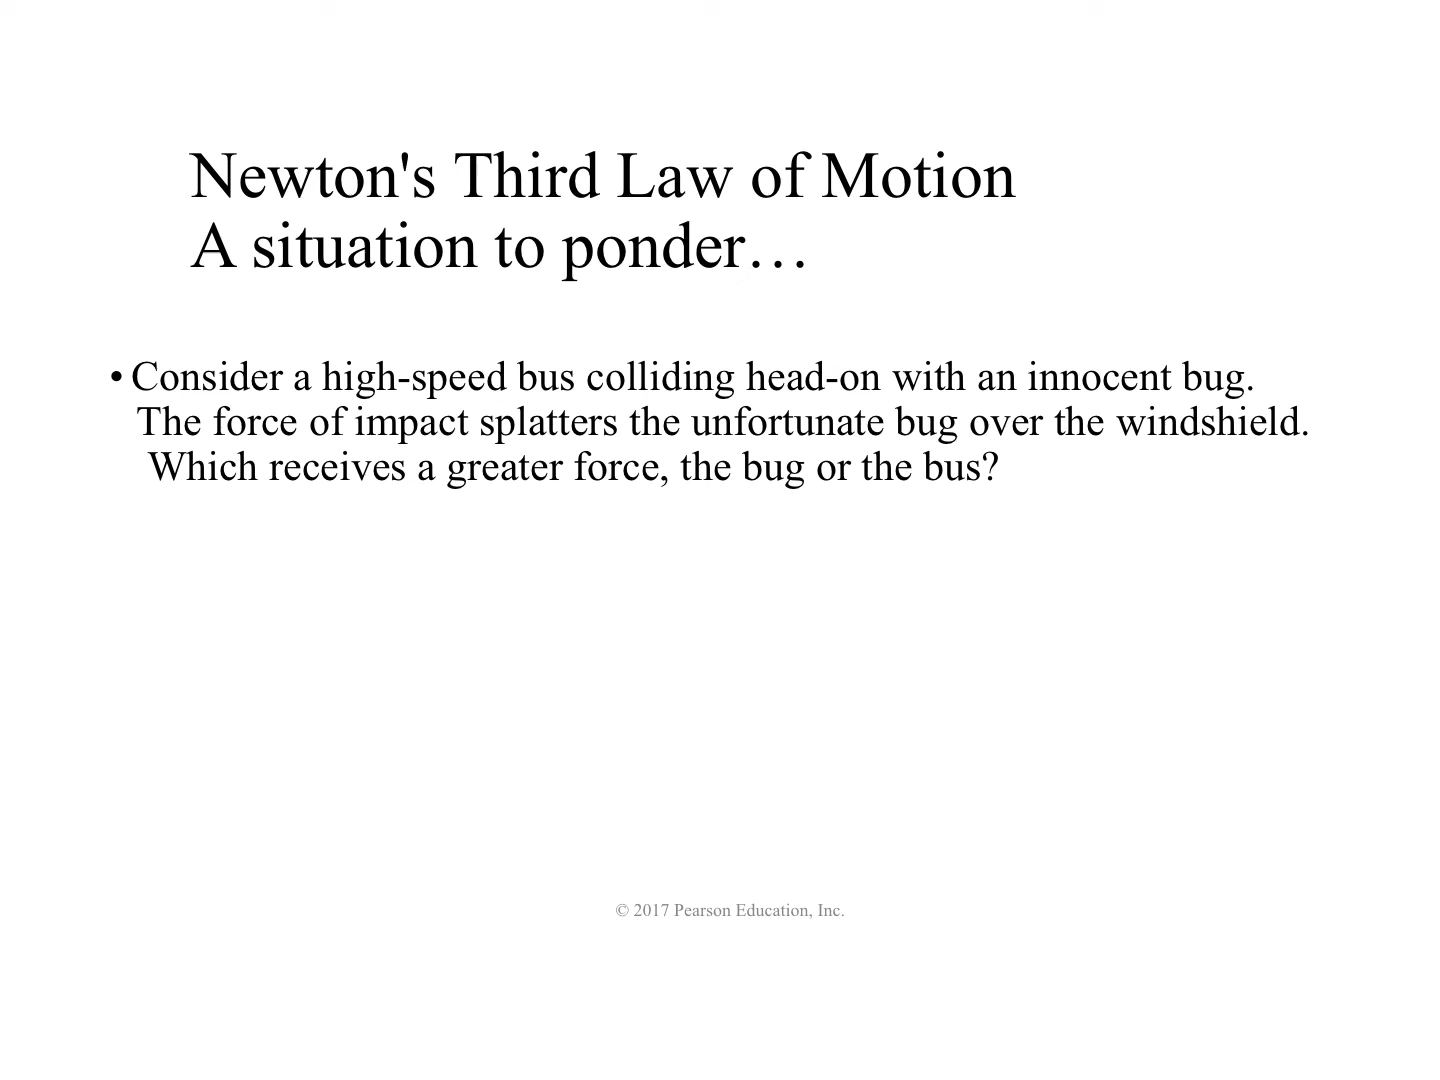 Newton's Third Law of Motion
A situation to ponder…
• Consider a high-speed bus colliding head-on with an innocent bug.
The force of impact splatters the unfortunate bug over the windshield.
Which receives a greater force, the bug or the bus?
© 2017 Pearson Education, Inc.